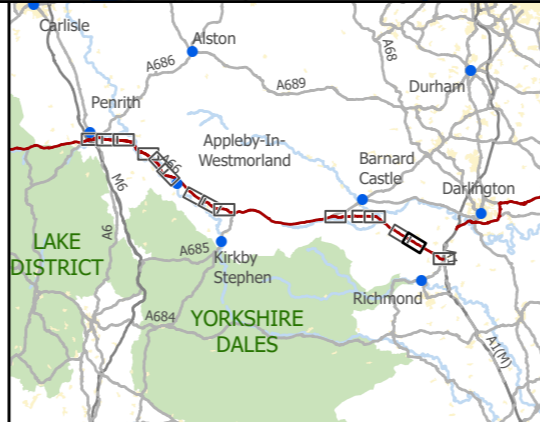 Carlisle
Alston
A686
A68
A689
Durham
Penrith
Appleby-In-
Westmorland
A66
Barnard
Castle
Darlington
M6
A6
LAKE
DISTRICT
A685
Kirkby
Stephen
Richmond
YORKSHIRE
DALES
A684
A1(M)